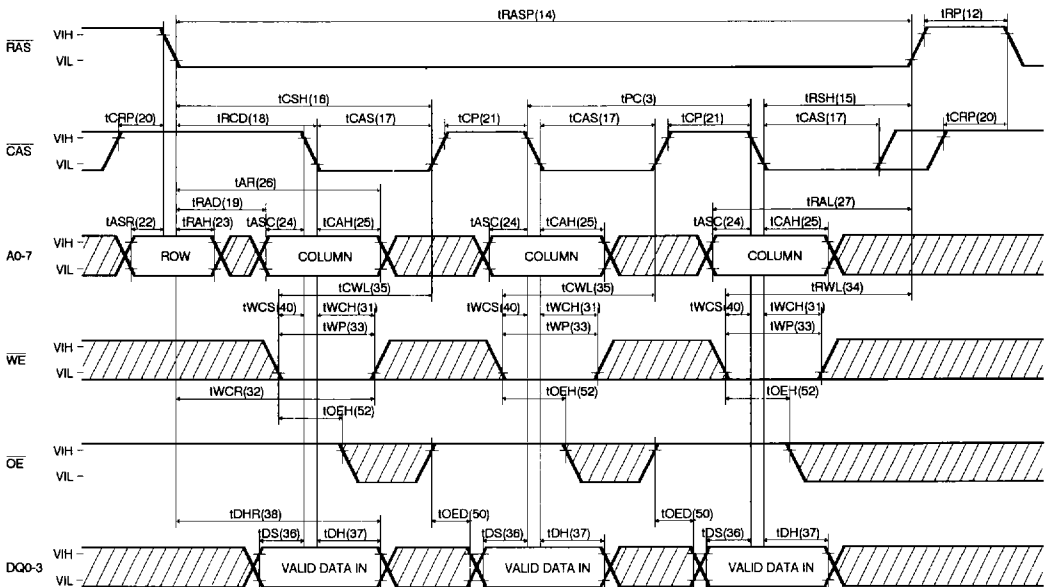 tRASP(14) tRP(12)
RAS VIH
VIL
tCSH(16) tPC(3) tRSH(15)
tCRP(20) tRCD(18) tCAS(17) tCP(21) tCAS(17) tCP(21) tCAS(17) tCRP(20)
CAS VIH
VIL
tAR(26)
tRAD(19) tRAL(27)
tASR(22) tRAH(23) tASC(24) tCAH(25) tASC(24) tCAH(25) tASC(24) tCAH(25)
A0-7 VIH
VIL
ROW COLUMN COLUMN COLUMN
tCWL(35) tCWL(35) tRWL(34)
tWCS(40) tWCH(31) tWCS(40) tWCH(31) tWCS(40) tWCH(31)
tWP(33) tWP(33) tWP(33)
WE VIH
VIL
tWCR(32)
tOEH(52) tOEH(52) tOEH(52)
OE VIH
VIL
tDHR(38) tOED(50) tOED(50)
tDS(36) tDH(37) tDS(36) tDH(37) tDS(36) tDH(37)
DQ0-3 VIH
VIL
VALID DATA IN VALID DATA IN VALID DATA IN